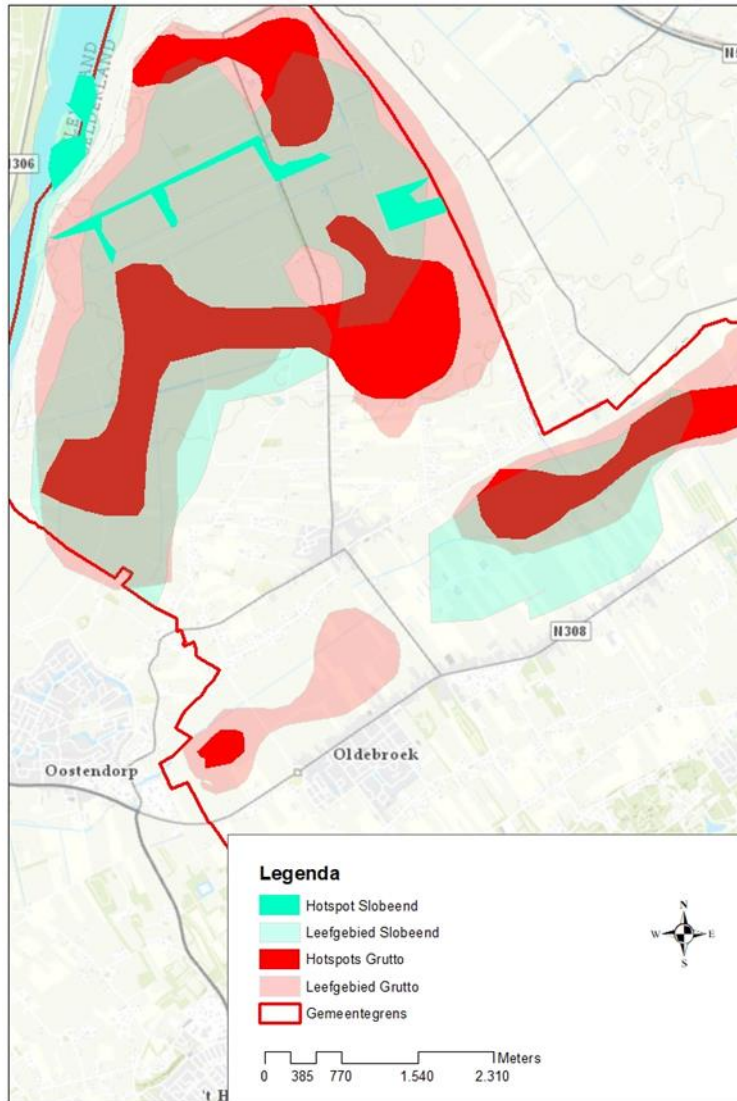 ELDERLAND
N306
N308
Oostendorp
Oldebroek
Legenda
Hotspot Slobeend
Leefgebied Slobeend
Hotspots Grutto
Leefgebied Grutto
Gemeentegrens
N
W E
S
Meters
0 385 770 1.540 2.310
't H